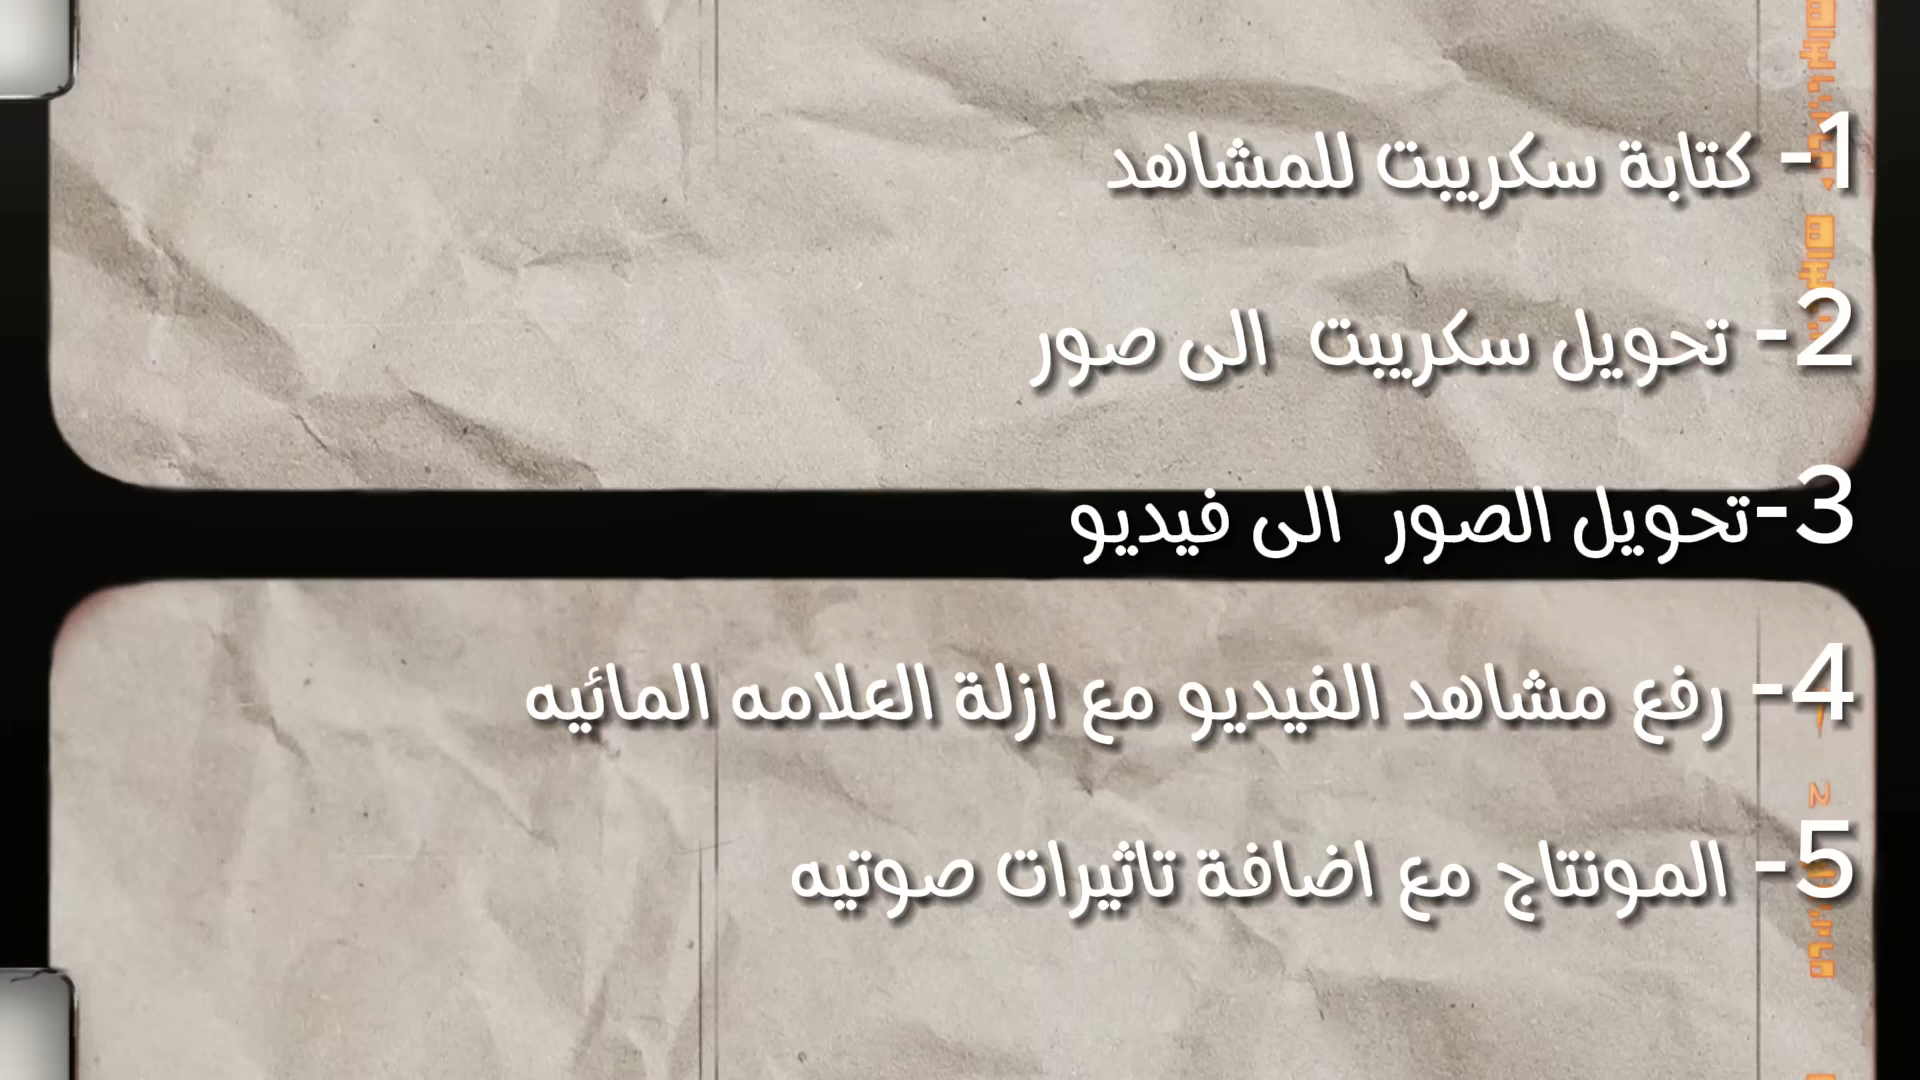 1- كتابة سكريبت للمشاهد
2- تحويل سكريبت الى صور
3-تحويل الصور الى فيديو
4- رفع مشاهد الفيديو مع ازلة العلامه المائيه
5- المونتاج مع اضافة تاثيرات صوتيه